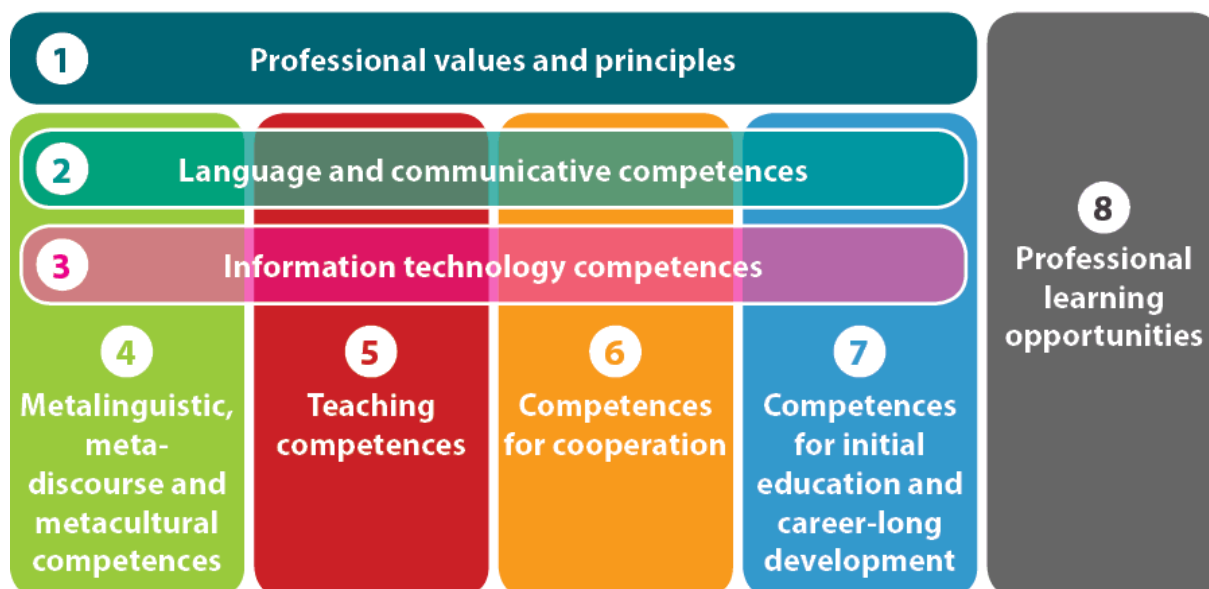 1
Professional values and principles
2
Language and communicative competences
3
Information technology competences
4
Metalinguistic,
meta-
discourse and
metacultural
competences
5
Teaching
competences
6
Competences
for cooperation
7
Competences
for initial
education and
career-long
development
8
Professional
learning
opportunities